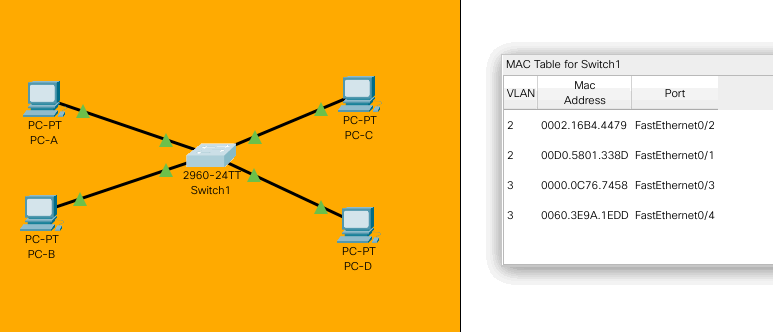 PC-PT
PC-A
PC-PT
PC-C
2960-24TT
Switch1
PC-PT
PC-B
PC-PT
PC-D
MAC Table for Switch1
VLAN Mac Address Port
2 0002.16B4.4479 FastEthernet0/2
2 00D0.5801.338D FastEthernet0/1
3 0000.0C76.7458 FastEthernet0/3
3 0060.3E9A.1EDD FastEthernet0/4